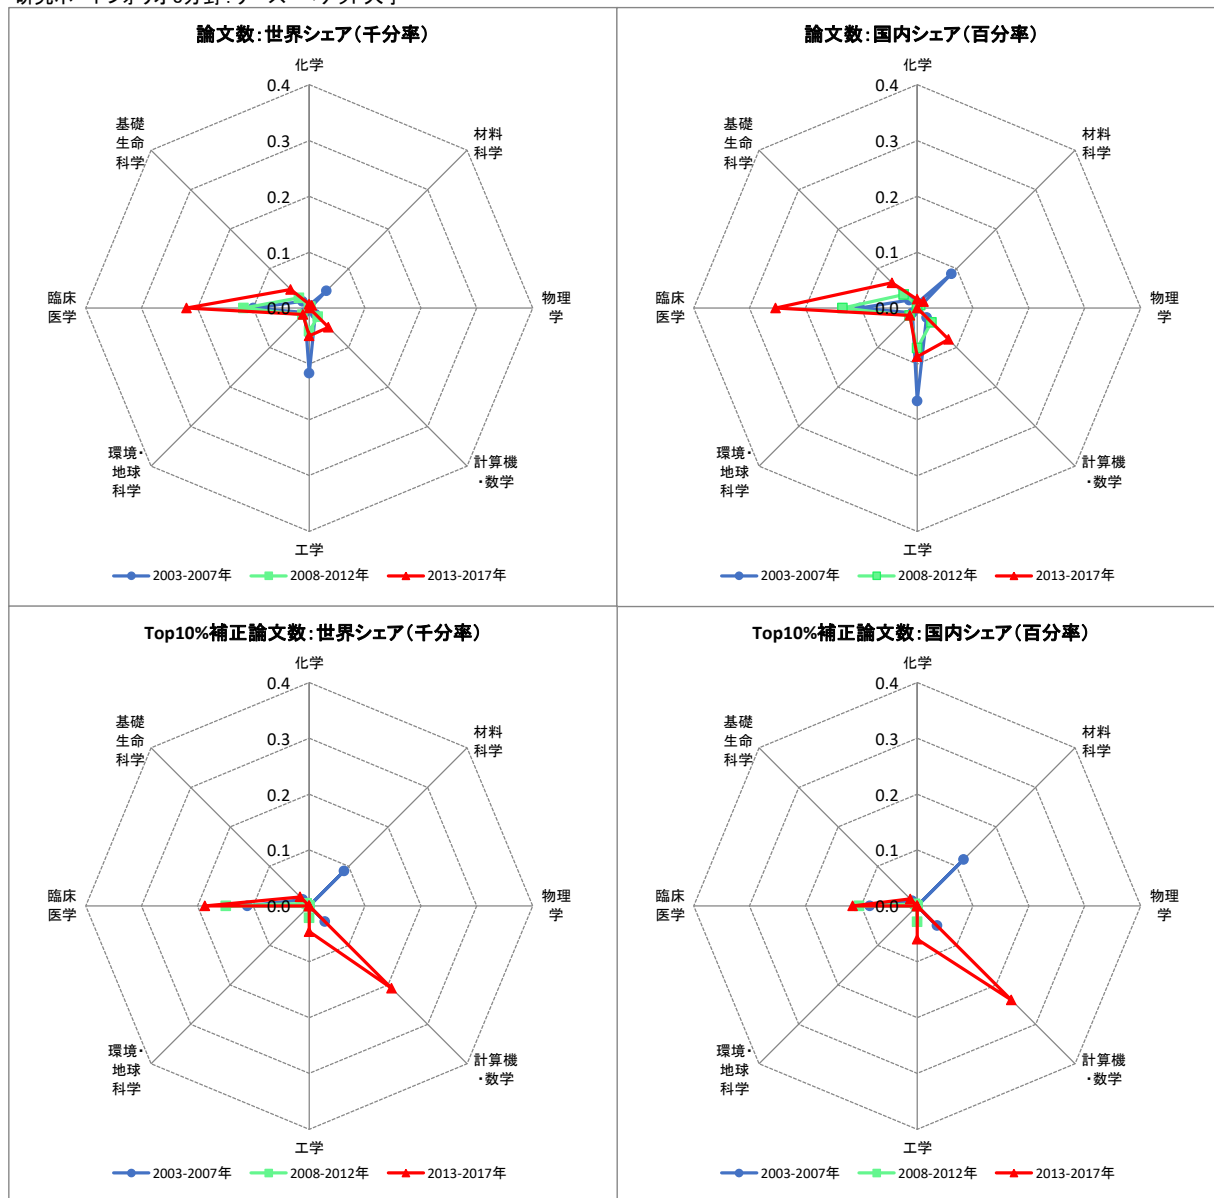 論文数：世界シェア（千分率）
化学
0.4
0.3
0.2
0.1
0.0
材料
科学
物理
学
計算機
・数学
工学
環境・
地球
科学
臨床
医学
基礎
生命
科学
2003-2007年 2008-2012年 2013-2017年
論文数：国内シェア（百分率）
化学
0.4
0.3
0.2
0.1
0.0
材料
科学
物理
学
計算機
・数学
工学
環境・
地球
科学
臨床
医学
基礎
生命
科学
2003-2007年 2008-2012年 2013-2017年
Top10%補正論文数：世界シェア（千分率）
化学
0.4
0.3
0.2
0.1
0.0
材料
科学
物理
学
計算機
・数学
工学
環境・
地球
科学
臨床
医学
基礎
生命
科学
2003-2007年 2008-2012年 2013-2017年
Top10%補正論文数：国内シェア（百分率）
化学
0.4
0.3
0.2
0.1
0.0
材料
科学
物理
学
計算機
・数学
工学
環境・
地球
科学
臨床
医学
基礎
生命
科学
2003-2007年 2008-2012年 2013-2017年